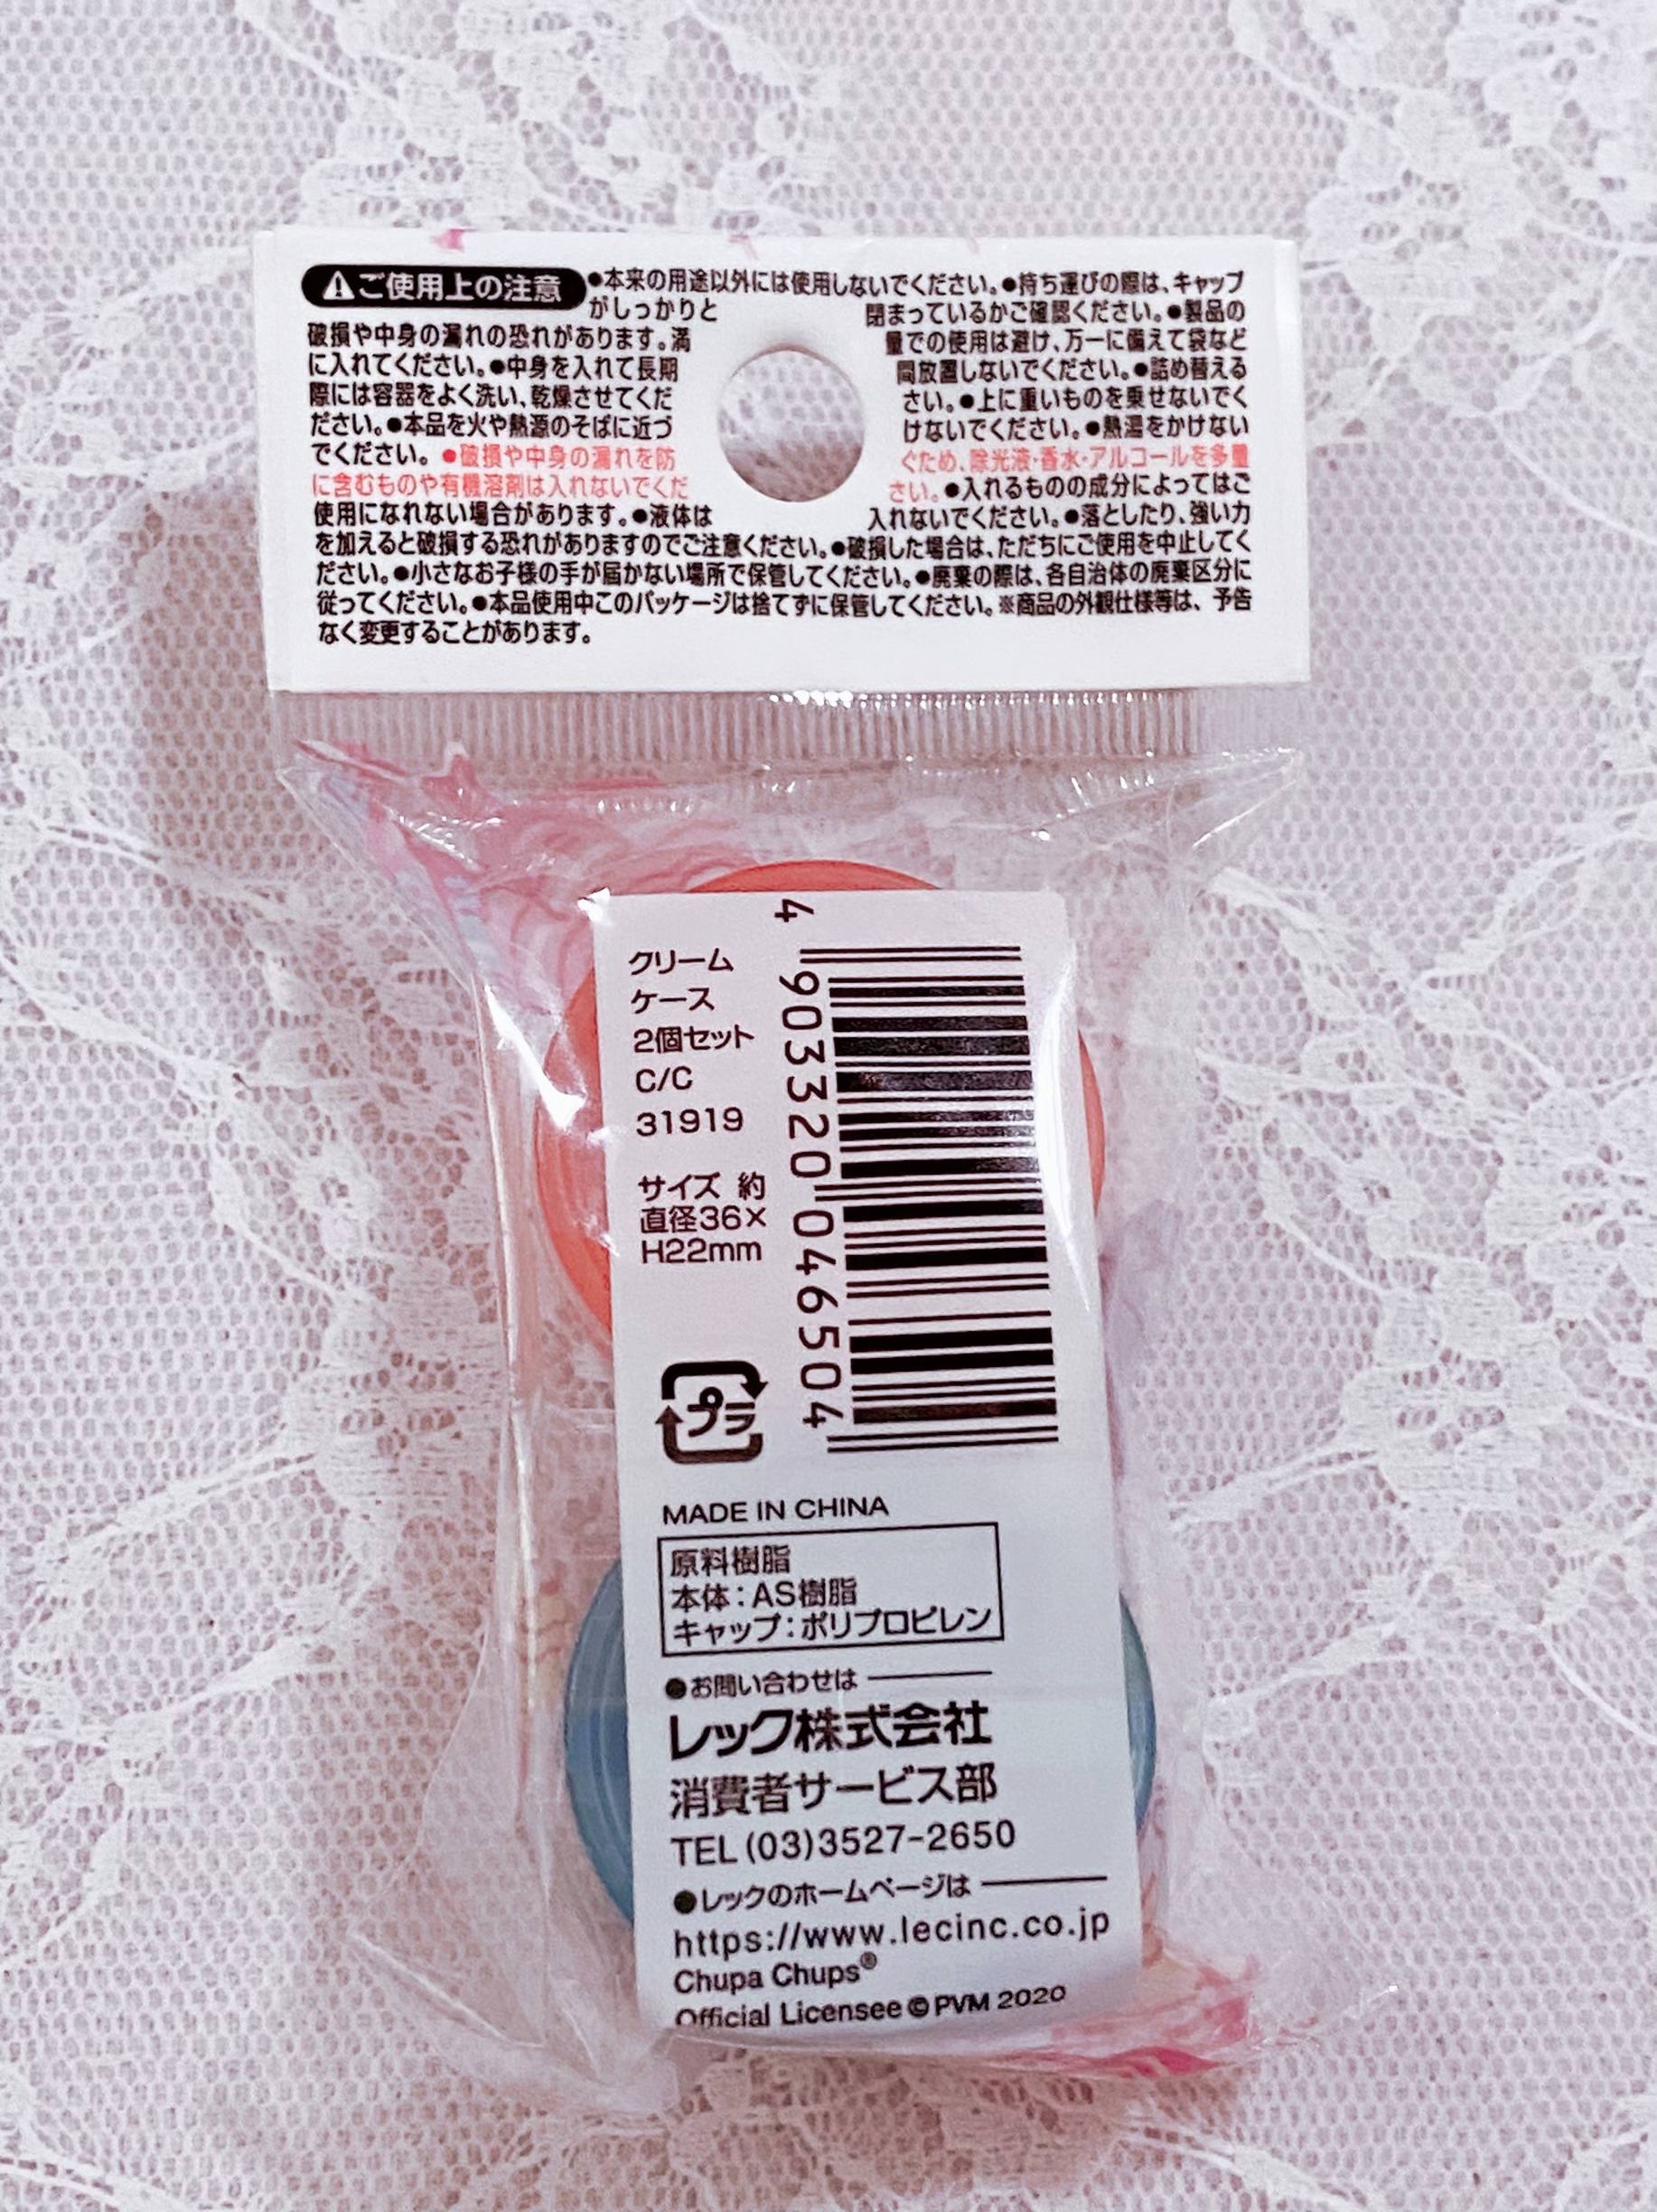 ⚠ご使用上の注意 ●本来の用途以外には使用しないでください。●持ち運びの際は、キャップ
がしっかりと閉まっているかご確認ください。●製品の
破損や中身の漏れの恐れがあります。満量での使用は避け、万一に備えて袋など
に入れてください。●中身を入れて長期間放置しないでください。●詰め替える
際には容器をよく洗い、乾燥させてください。●上に重いものを乗せないでく
ださい。●本品を火や熱源のそばに近づけないでください。●熱湯をかけない
でください。●破損や中身の漏れを防ぐため、除光液・香水・アルコールを多量
に含むものや有機溶剤は入れないでください。●入れるものの成分によってはご
使用になれない場合があります。●液体は入れないでください。●落としたり、強い力
を加えると破損する恐れがありますのでご注意ください。●破損した場合は、ただちにご使用を中止してく
ださい。●小さなお子様の手が届かない場所で保管してください。●廃棄の際は、各自治体の廃棄区分に
従ってください。●本品使用中このパッケージは捨てずに保管してください。※商品の外観仕様等は、予告
なく変更することがあります。
クリーム
ケース
2個セット
C/C
31919
サイズ 約
直径36×
H22mm
4 903320 046504
プラ
MADE IN CHINA
原料樹脂
本体：AS樹脂
キャップ：ポリプロピレン
●お問い合わせは
レック株式会社
消費者サービス部
TEL(03)3527-2650
●レックのホームページは
https://www.lecinc.co.jp
Chupa Chups®
Official Licensee © PVM 2020